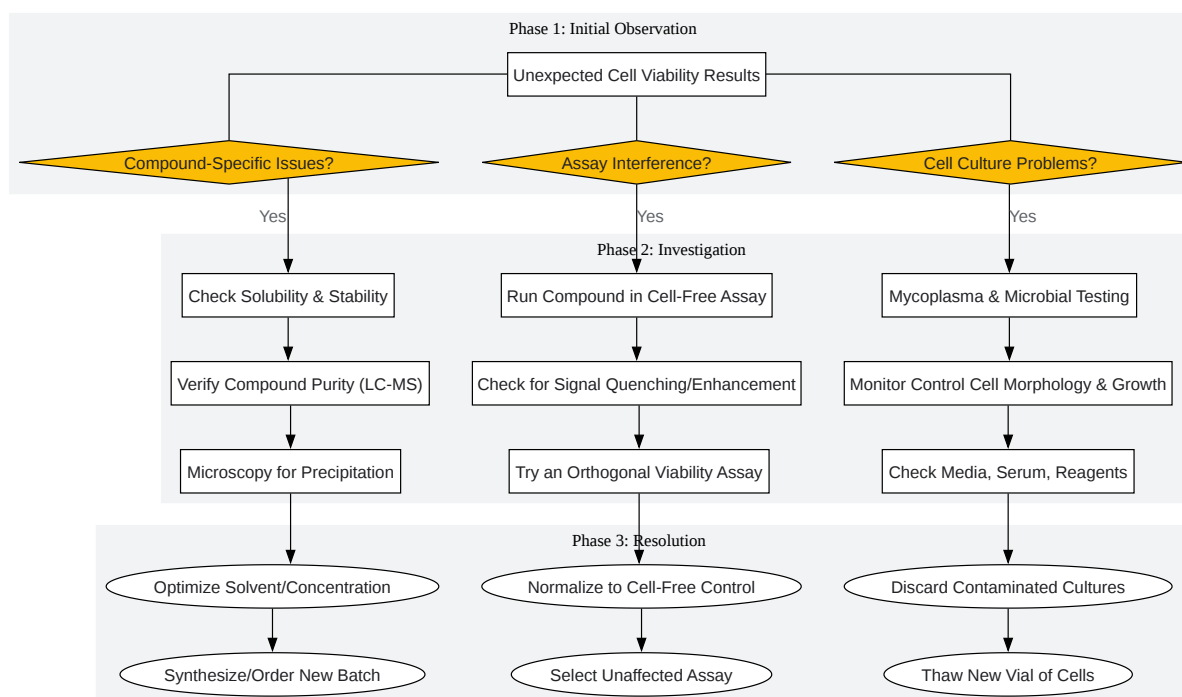 Phase 1: Initial Observation
Unexpected Cell Viability Results
Compound-Specific Issues?
Assay Interference?
Cell Culture Problems?
Yes
Yes
Yes
Phase 2: Investigation
Check Solubility & Stability
Run Compound in Cell-Free Assay
Mycoplasma & Microbial Testing
Verify Compound Purity (LC-MS)
Check for Signal Quenching/Enhancement
Monitor Control Cell Morphology & Growth
Microscopy for Precipitation
Try an Orthogonal Viability Assay
Check Media, Serum, Reagents
Phase 3: Resolution
Optimize Solvent/Concentration
Normalize to Cell-Free Control
Discard Contaminated Cultures
Synthesize/Order New Batch
Select Unaffected Assay
Thaw New Vial of Cells